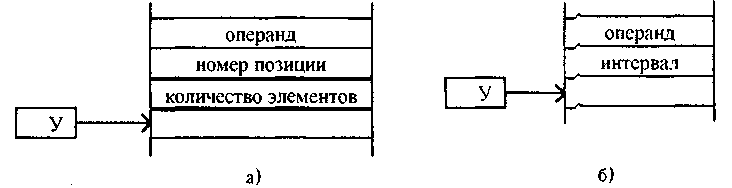 операнд
номер позиции
количество элементов
У
а)
операнд
интервал
У
б)